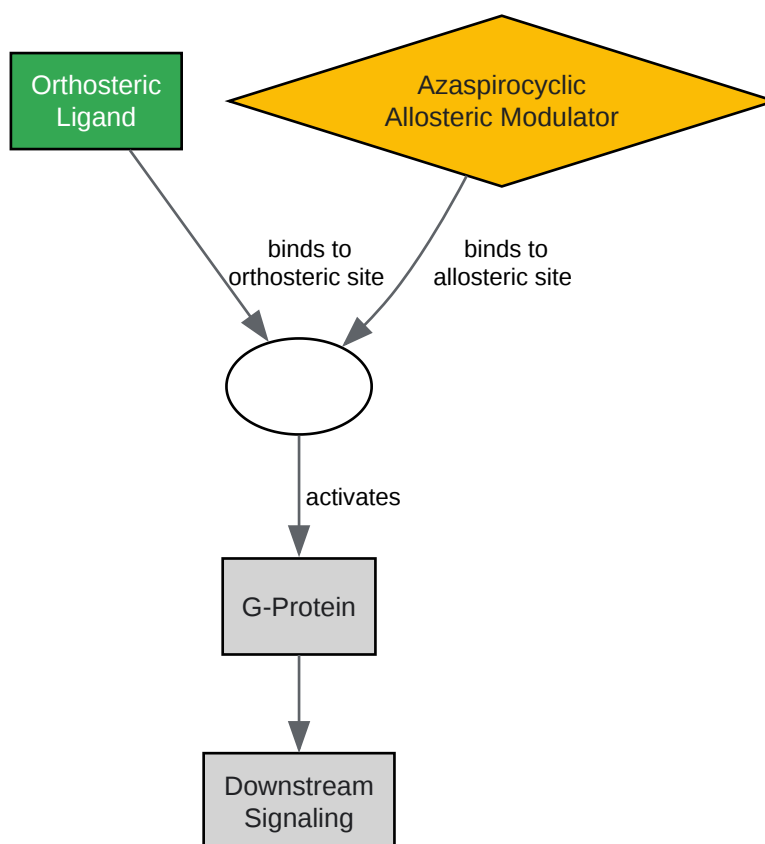 Orthosteric
Ligand
Azaspirocyclic
Allosteric Modulator
binds to
orthosteric site
binds to
allosteric site
activates
G-Protein
Downstream
Signaling